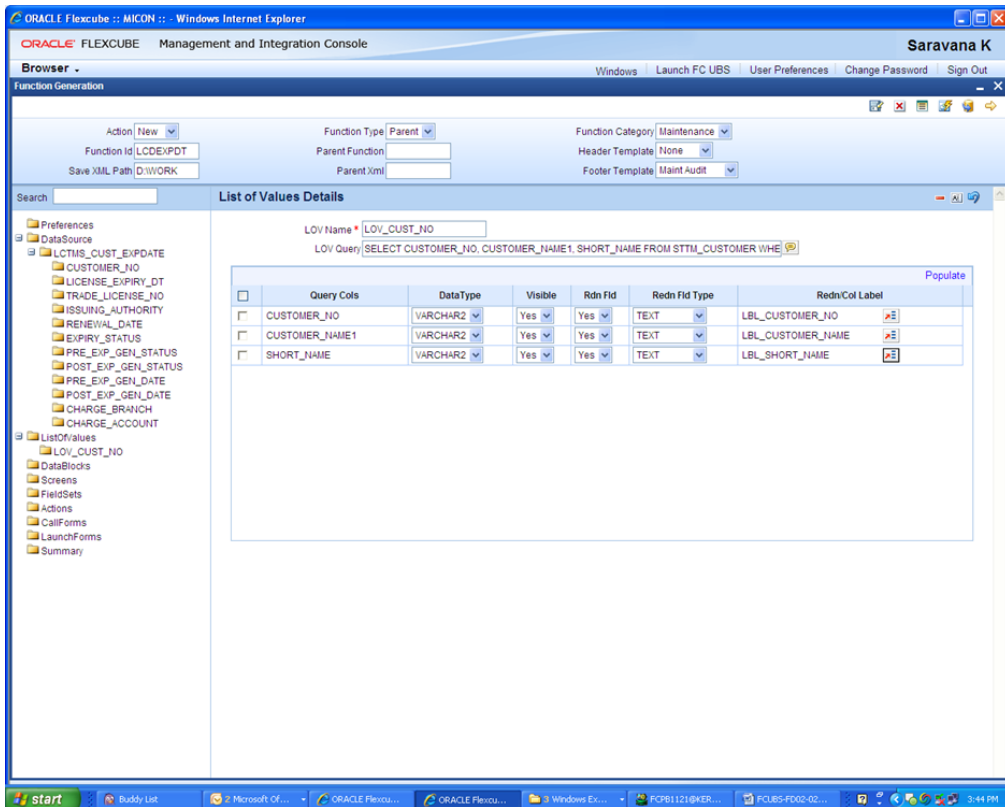 ORACLE Flexcube :: MICON :: - Windows Internet Explorer
ORACLE FLEXCUBE Management and Integration Console Saravana K
Browser Windows Launch FC UBS User Preferences Change Password Sign Out
Function Generation
Action New Function Type Parent Function Category Maintenance
Function Id LCDEXPDT Parent Function Header Template None
Save XML Path D:\WORK Parent Xml Footer Template Maint Audit
Search
Preferences
DataSource
LCTMS_CUST_EXPDATE
CUSTOMER_NO
LICENSE_EXPIRY_DT
TRADE_LICENSE_NO
ISSUING_AUTHORITY
RENEWAL_DATE
EXPIRY_STATUS
PRE_EXP_GEN_STATUS
POST_EXP_GEN_STATUS
PRE_EXP_GEN_DATE
POST_EXP_GEN_DATE
CHARGE_BRANCH
CHARGE_ACCOUNT
ListOfValues
LOV_CUST_NO
DataBlocks
Screens
FieldSets
Actions
CallForms
LaunchForms
Summary
List of Values Details
LOV Name * LOV_CUST_NO
LOV Query SELECT CUSTOMER_NO, CUSTOMER_NAME1, SHORT_NAME FROM STTM_CUSTOMER WHE
Populate
Query Cols DataType Visible Rdn Fld Redn Fld Type Redn/Col Label
CUSTOMER_NO VARCHAR2 Yes Yes TEXT LBL_CUSTOMER_NO
CUSTOMER_NAME1 VARCHAR2 Yes Yes TEXT LBL_CUSTOMER_NAME
SHORT_NAME VARCHAR2 Yes Yes TEXT LBL_SHORT_NAME
start Buddy List 2 Microsoft Of... ORACLE Flexcu... ORACLE Flexcu... 3 Windows Ex... FCPB1121@KER... FCUBS-FD02-02... 3:44 PM